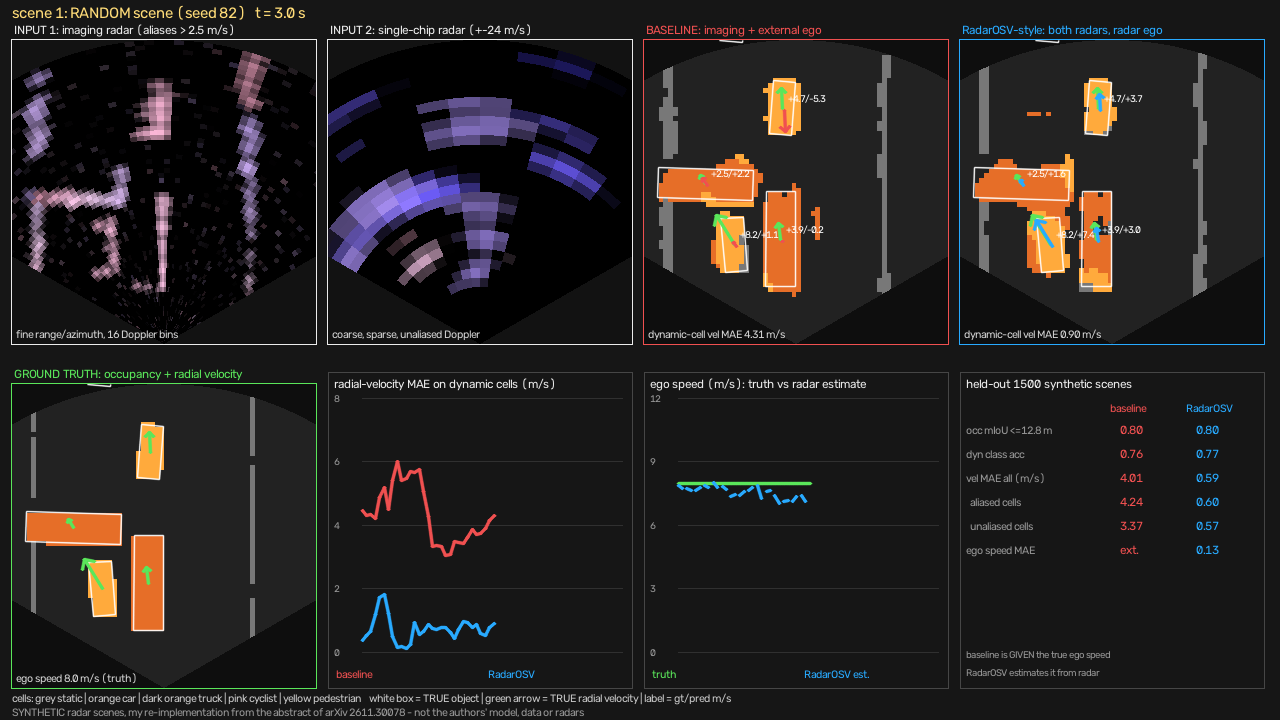 scene 1: RANDOM scene (seed 82)   t = 3.0 s
INPUT 1: imaging radar (aliases > 2.5 m/s)
INPUT 2: single-chip radar (+-24 m/s)
BASELINE: imaging + external ego
RadarOSV-style: both radars, radar ego
+4.7/-5.3
+2.5/+2.2
+8.2/+1.1
+3.9/-0.2
+4.7/+3.7
+8.2/+7.4
+3.9/+3.0
fine range/azimuth, 16 Doppler bins
coarse, sparse, unaliased Doppler
dynamic-cell vel MAE 4.31 m/s
dynamic-cell vel MAE 0.90 m/s
GROUND TRUTH: occupancy + radial velocity
ego speed 8.0 m/s (truth)
radial-velocity MAE on dynamic cells (m/s)
8
6
4
2
0
baseline
RadarOSV
ego speed (m/s): truth vs radar estimate
12
9
6
3
0
truth
RadarOSV est.
held-out 1500 synthetic scenes
baseline RadarOSV
occ mIoU <=12.8 m 0.80 0.80
dyn class acc 0.76 0.77
vel MAE all (m/s) 4.01 0.59
aliased cells 4.24 0.60
unaliased cells 3.37 0.57
ego speed MAE ext. 0.13
baseline is GIVEN the true ego speed
RadarOSV estimates it from radar
cells: grey static | orange car | dark orange truck | pink cyclist | yellow pedestrian   white box = TRUE object | green arrow = TRUE radial velocity | label = gt/pred m/s
SYNTHETIC radar scenes, my re-implementation from the abstract of arXiv 2611.30078 - not the authors' model, data or radars